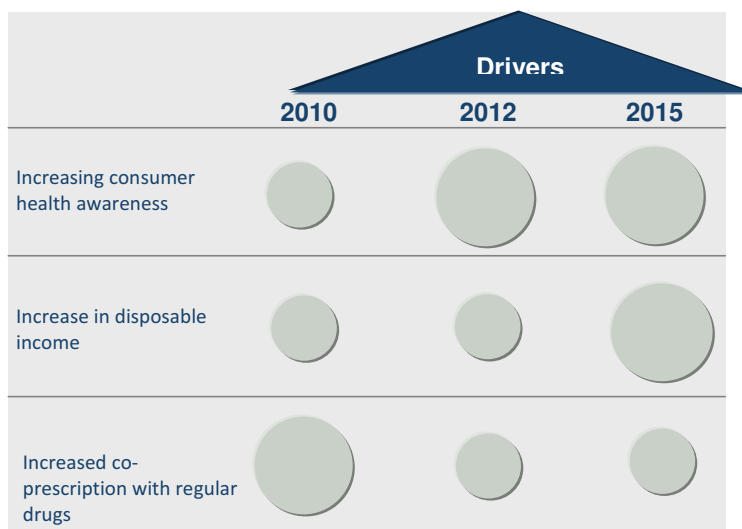 Drivers
2010 2012 2015
Increasing consumer
health awareness
Increase in disposable
income
Increased co-
prescription with regular
drugs